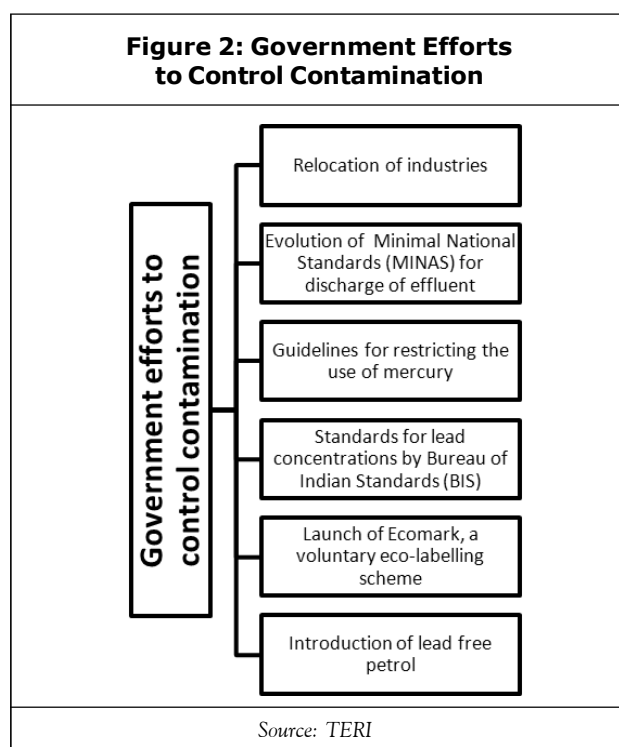 Figure 2: Government Efforts
to Control Contamination
Government efforts to
control contamination
Relocation of industries
Evolution of Minimal National
Standards (MINAS) for
discharge of effluent
Guidelines for restricting the
use of mercury
Standards for lead
concentrations by Bureau of
Indian Standards (BIS)
Launch of Ecomark, a
voluntary eco-labelling
scheme
Introduction of lead free
petrol
Source: TERI